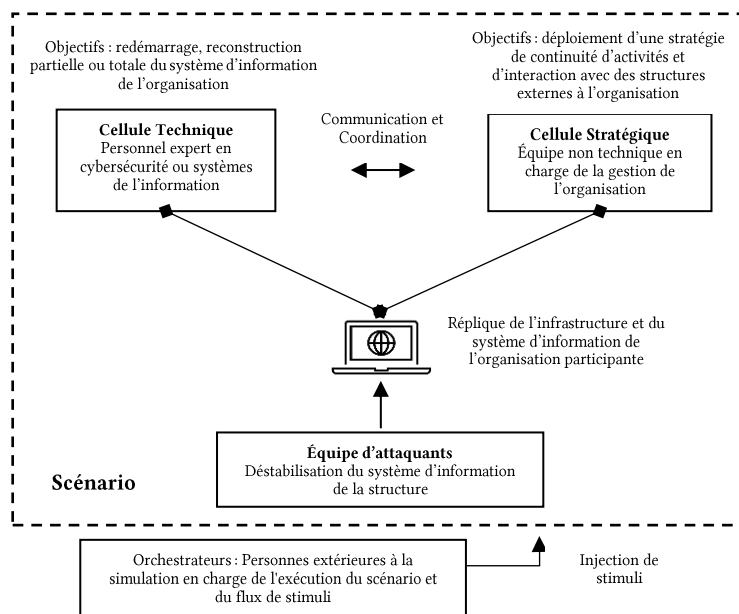 Objectifs : redémarrage, reconstruction
partielle ou totale du système d'information
de l'organisation
Objectifs : déploiement d'une stratégie
de continuité d'activités et
d'interaction avec des structures
externes à l'organisation
Cellule Technique
Personnel expert en
cybersécurité ou systèmes
de l'information
Communication et
Coordination
Cellule Stratégique
Équipe non technique en
charge de la gestion de
l'organisation
Réplique de l'infrastructure et du
système d'information de
l'organisation participante
Équipe d'attaquants
Déstabilisation du système d'information
de la structure
Scénario
Orchestrateurs : Personnes extérieures à la
simulation en charge de l'exécution du scénario et
du flux de stimuli
Injection de
stimuli